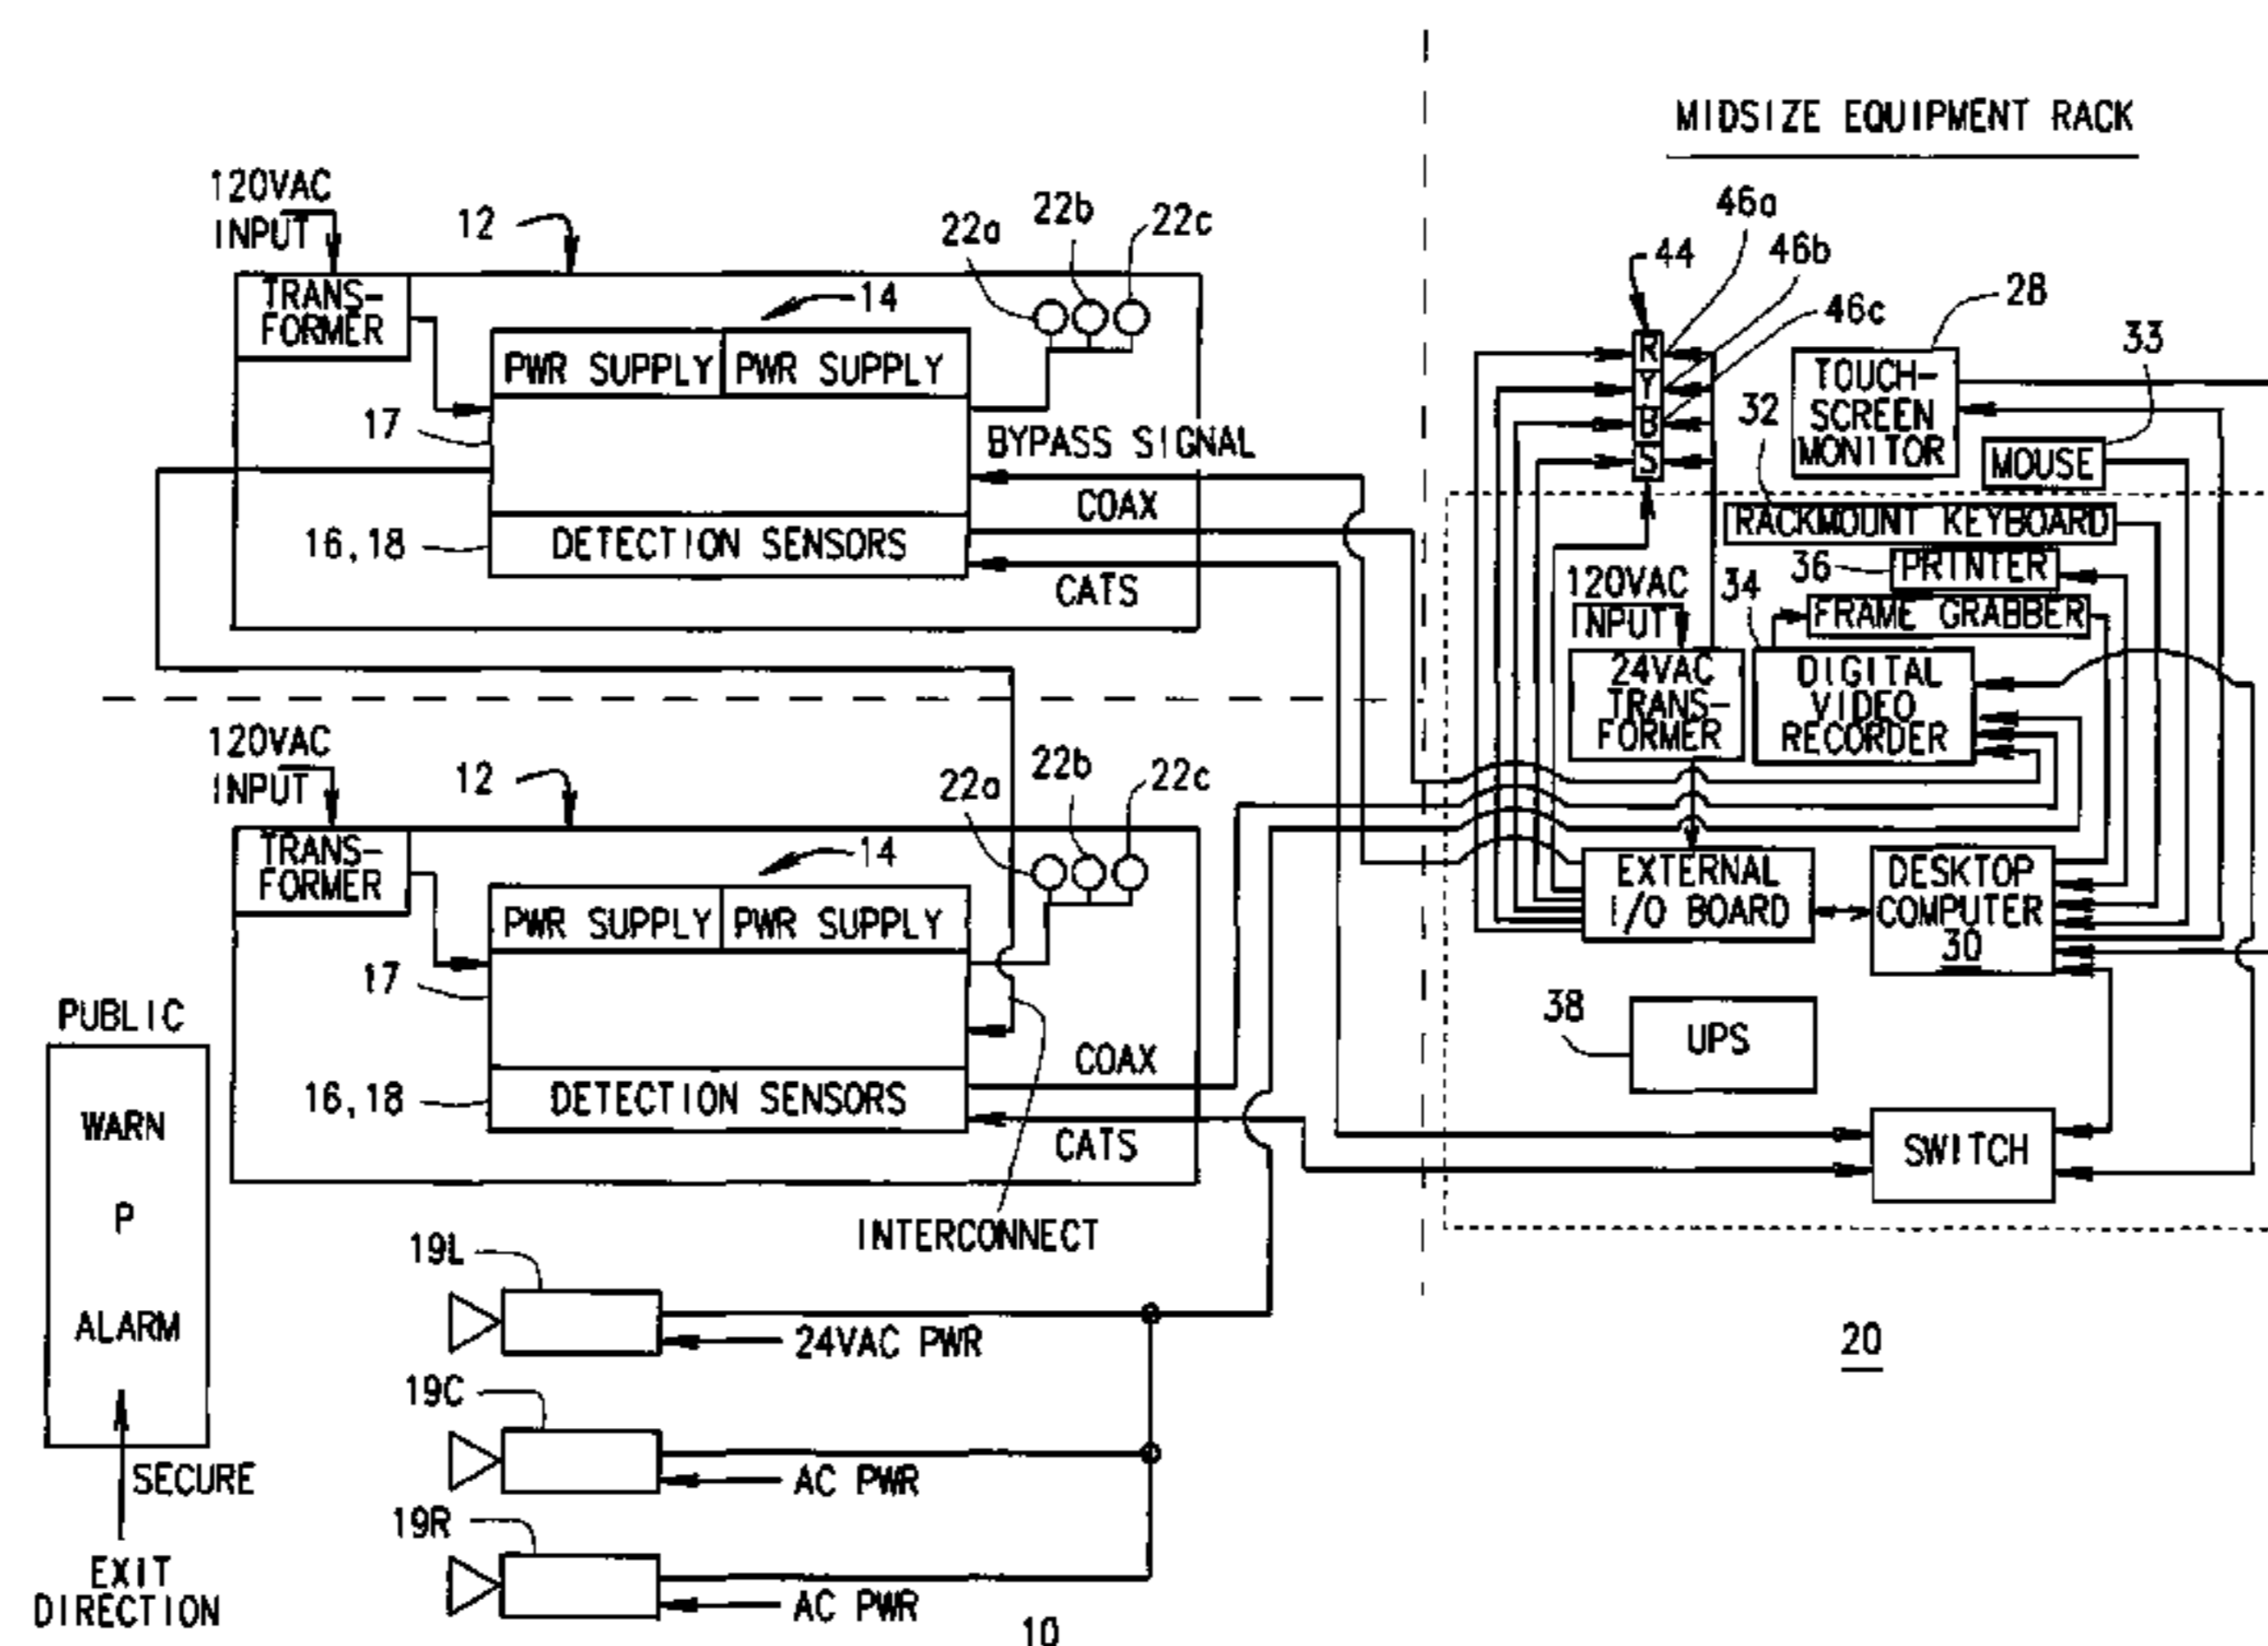 MIDSIZE EQUIPMENT RACK
120VAC
INPUT
12
22a
22b
22c
TRANS-
FORMER
14
PWR SUPPLY
PWR SUPPLY
17
BYPASS SIGNAL
COAX
16,18
DETECTION SENSORS
CATS
120VAC
INPUT
12
22a
22b
22c
TRANS-
FORMER
14
PWR SUPPLY
PWR SUPPLY
17
COAX
16,18
DETECTION SENSORS
CATS
INTERCONNECT
PUBLIC
WARN
P
ALARM
SECURE
EXIT
DIRECTION
19L
24VAC PWR
19C
AC PWR
19R
AC PWR
10
46a
46b
46c
44
R
Y
B
S
28
TOUCH-
SCREEN
MONITOR
33
MOUSE
32
RACKMOUNT KEYBOARD
36
PRINTER
34
FRAME GRABBER
120VAC
INPUT
24VAC
TRANS-
FORMER
DIGITAL
VIDEO
RECORDER
EXTERNAL
I/O BOARD
DESKTOP
COMPUTER
30
38
UPS
SWITCH
20